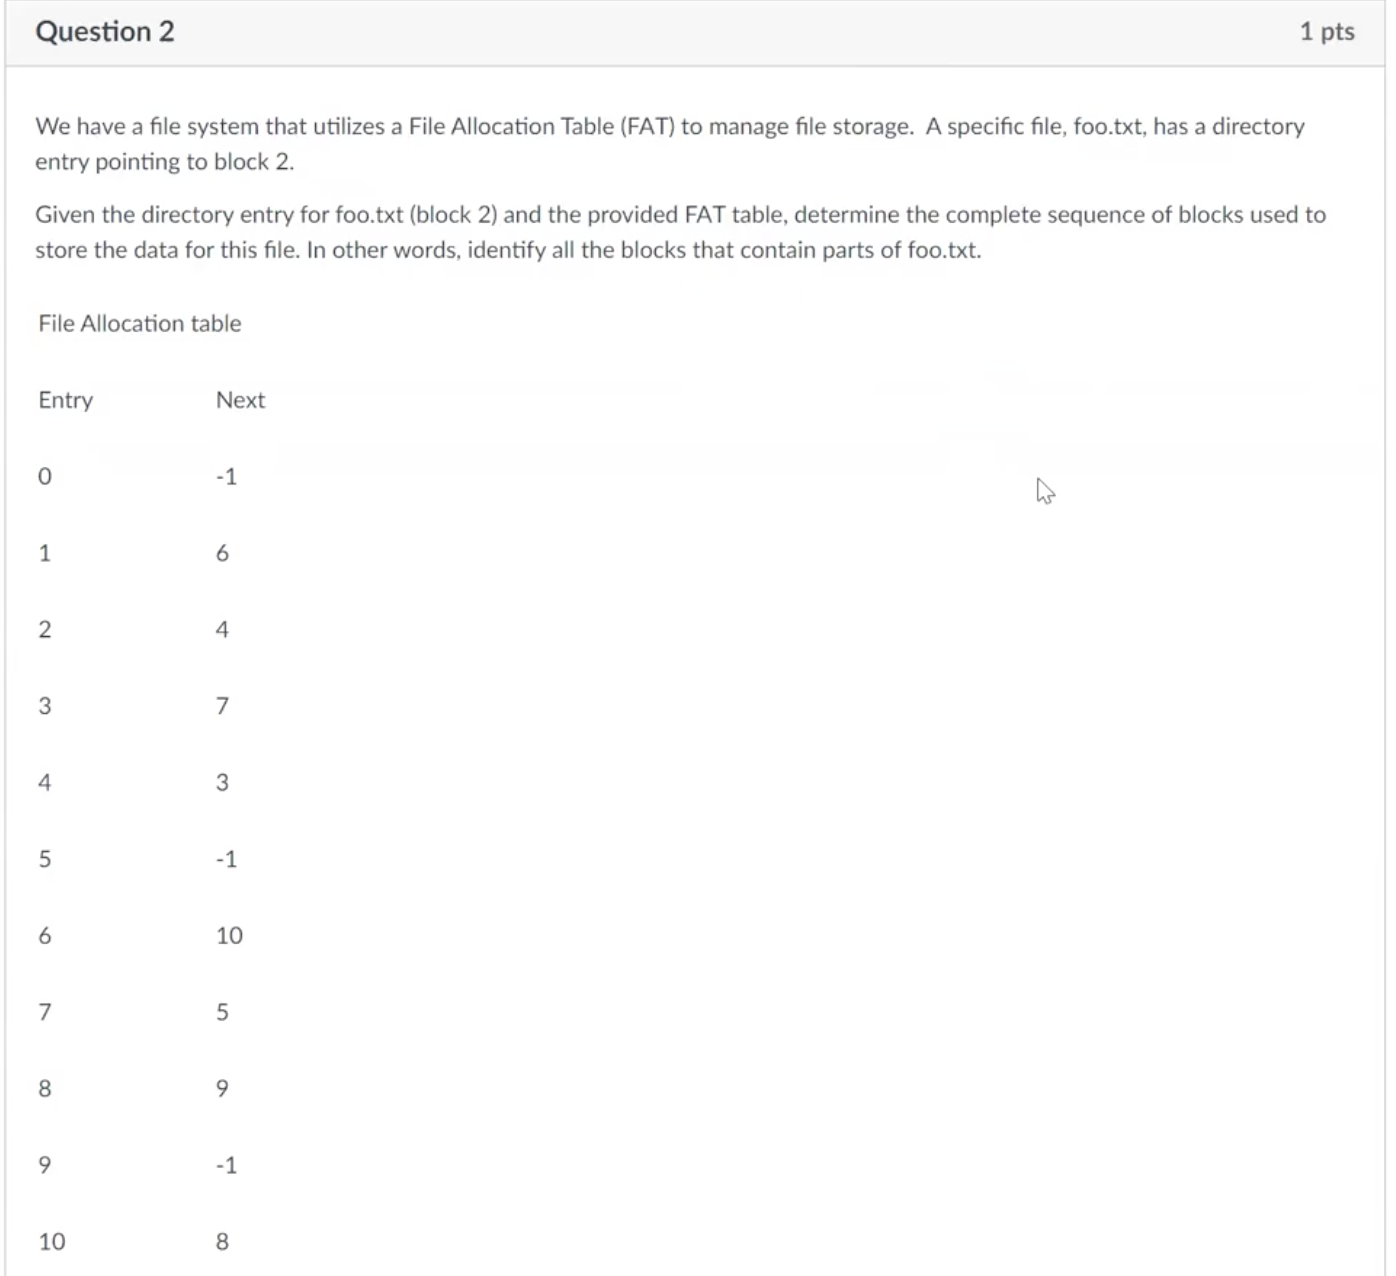 Question 2 1 pts
We have a file system that utilizes a File Allocation Table (FAT) to manage file storage.  A specific file, foo.txt, has a directory
entry pointing to block 2.
Given the directory entry for foo.txt (block 2) and the provided FAT table, determine the complete sequence of blocks used to
store the data for this file. In other words, identify all the blocks that contain parts of foo.txt.
File Allocation table
Entry Next
0 -1
1 6
2 4
3 7
4 3
5 -1
6 10
7 5
8 9
9 -1
10 8